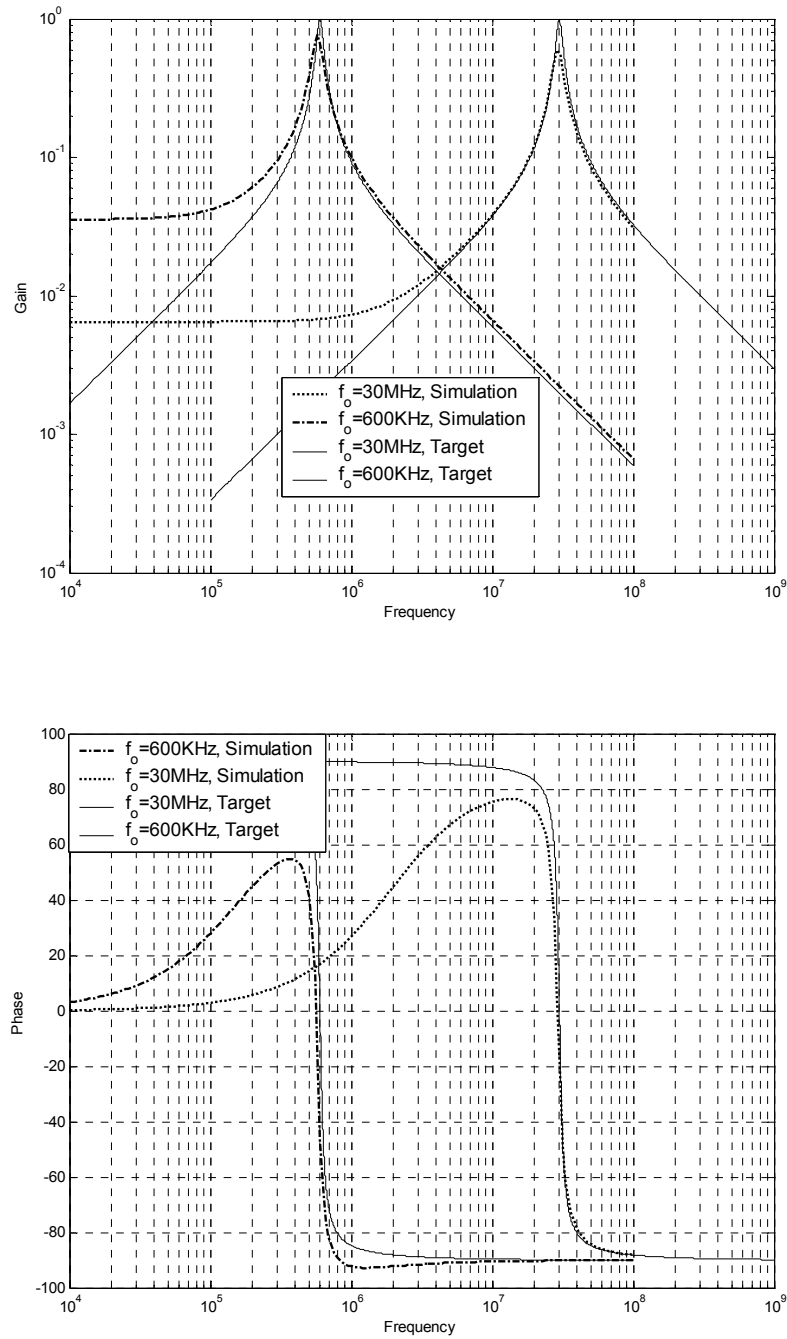 10^0
10^-1
10^-2
10^-3
10^-4
Gain
f_o=30MHz, Simulation
f_o=600KHz, Simulation
f_o=30MHz, Target
f_o=600KHz, Target
10^4 10^5 10^6 10^7 10^8 10^9
Frequency
100
80
60
40
20
0
-20
-40
-60
-80
-100
Phase
f_o=600KHz, Simulation
f_o=30MHz, Simulation
f_o=30MHz, Target
f_o=600KHz, Target
10^4 10^5 10^6 10^7 10^8 10^9
Frequency